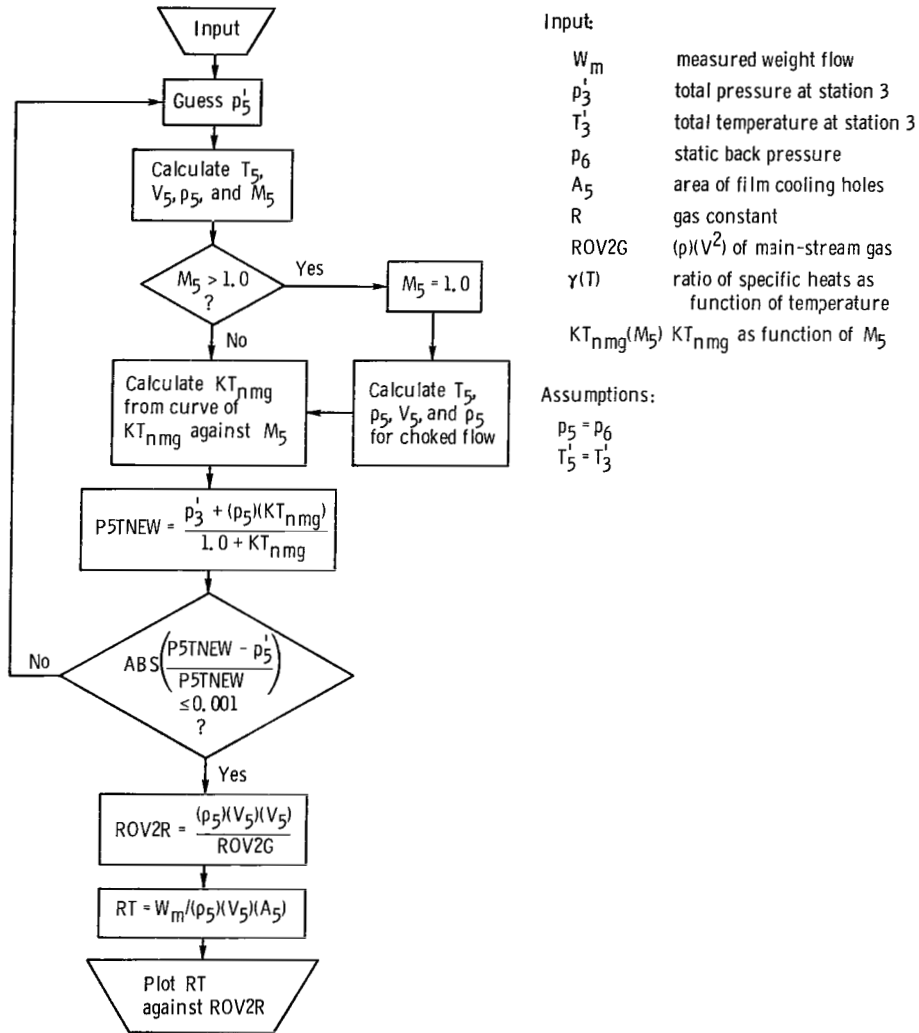 Input
Guess p'5
Calculate T5,
V5, ρ5, and M5
M5 > 1.0
?
Yes
M5 = 1.0
No
Calculate KTnmg
from curve of
KTnmg against M5
Calculate T5,
p5, V5, and ρ5
for choked flow
P5TNEW = p'3 + (p5)(KTnmg)
1.0 + KTnmg
No
ABS(P5TNEW - p'5)
P5TNEW
≤0.001
?
Yes
ROV2R = (ρ5)(V5)(V5)
ROV2G
RT = Wm/(ρ5)(V5)(A5)
Plot RT
against ROV2R
Input:
Wm measured weight flow
p'3 total pressure at station 3
T'3 total temperature at station 3
p6 static back pressure
A5 area of film cooling holes
R gas constant
ROV2G (ρ)(V2) of main-stream gas
γ(T) ratio of specific heats as
function of temperature
KTnmg(M5) KTnmg as function of M5
Assumptions:
p5 = p6
T'5 = T'3